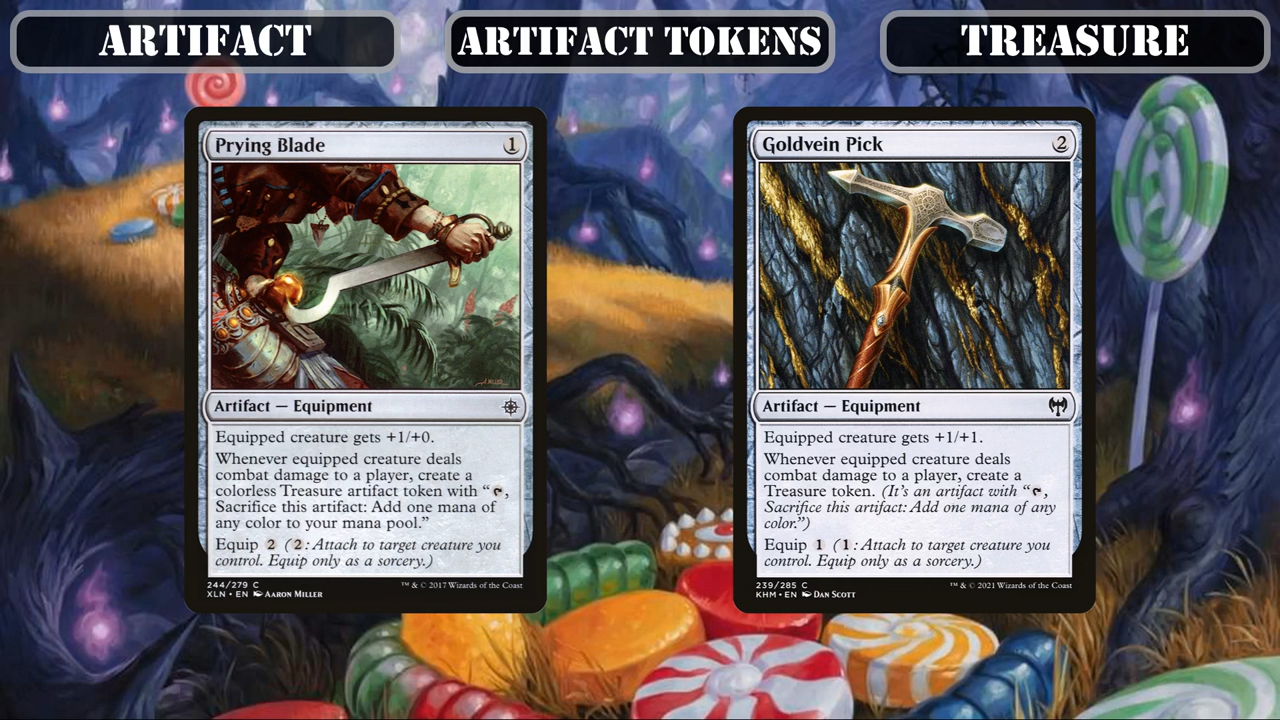 ARTIFACT
ARTIFACT TOKENS
TREASURE
Prying Blade 1
Artifact — Equipment
Equipped creature gets +1/+0.
Whenever equipped creature deals
combat damage to a player, create a
colorless Treasure artifact token with “,
Sacrifice this artifact: Add one mana of
any color to your mana pool.”
Equip 2 (2: Attach to target creature you
control. Equip only as a sorcery.)
244/279 C
XLN • EN AARON MILLER
™ & © 2017 Wizards of the Coast
Goldvein Pick 2
Artifact — Equipment
Equipped creature gets +1/+1.
Whenever equipped creature deals
combat damage to a player, create a
Treasure token. (It's an artifact with “,
Sacrifice this artifact: Add one mana of any
color.”)
Equip 1 (1: Attach to target creature you
control. Equip only as a sorcery.)
239/285 C
KHM • EN DAN SCOTT
™ & © 2021 Wizards of the Coast